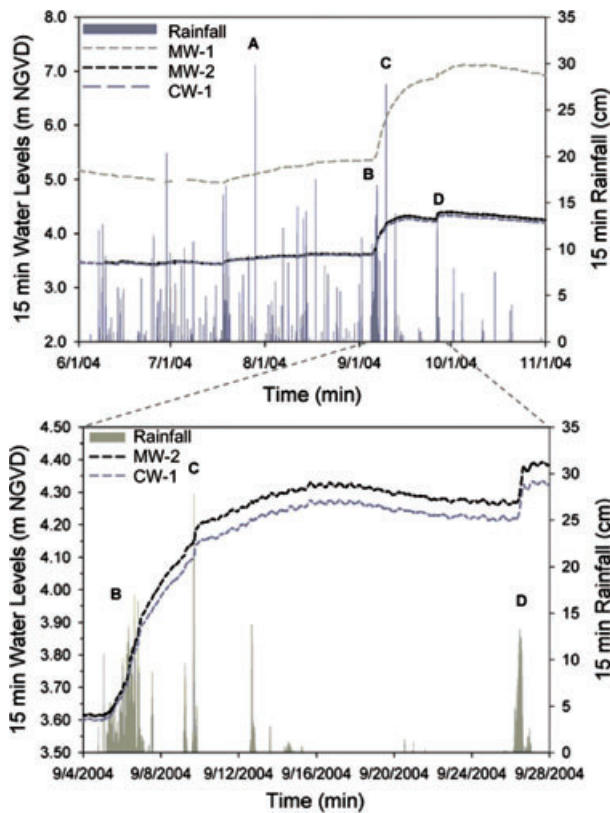 8.0
7.0
6.0
5.0
4.0
3.0
2.0
15 min Water Levels (m NGVD)
Rainfall
MW-1
MW-2
CW-1
A
B
C
D
35
30
25
20
15
10
5
0
15 min Rainfall (cm)
6/1/04 7/1/04 8/1/04 9/1/04 10/1/04 11/1/04
Time (min)
4.50
4.40
4.30
4.20
4.10
4.00
3.90
3.80
3.70
3.60
3.50
15 min Water Levels (m NGVD)
Rainfall
MW-2
CW-1
B
C
D
35
30
25
20
15
10
5
0
15 min Rainfall (cm)
9/4/2004 9/8/2004 9/12/2004 9/16/2004 9/20/2004 9/24/2004 9/28/2004
Time (min)